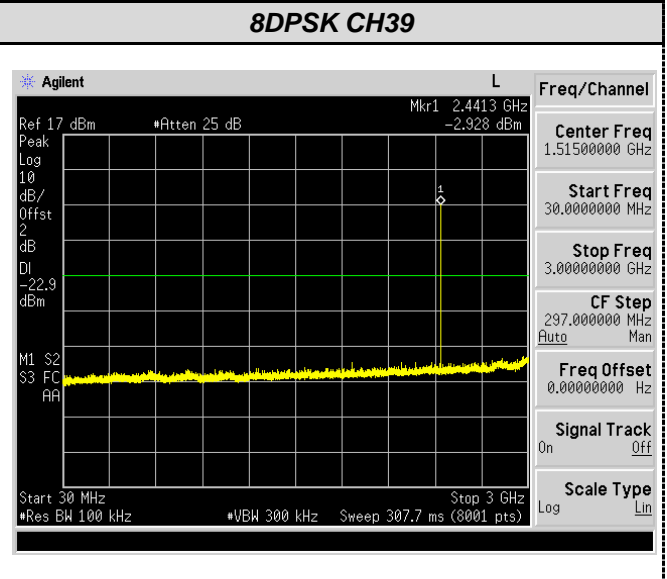 8DPSK CH39
Agilent L
Mkr1 2.4413 GHz
Ref 17 dBm #Atten 25 dB -2.928 dBm
Peak
Log
10
dB/
Offst
2
dB
DI
-22.9
dBm
M1 S2
S3 FC
AA
1
Start 30 MHz Stop 3 GHz
#Res BW 100 kHz #VBW 300 kHz Sweep 307.7 ms (8001 pts)
Freq/Channel
Center Freq
1.51500000 GHz
Start Freq
30.0000000 MHz
Stop Freq
3.00000000 GHz
CF Step
297.000000 MHz
Auto Man
Freq Offset
0.00000000 Hz
Signal Track
On Off
Scale Type
Log Lin